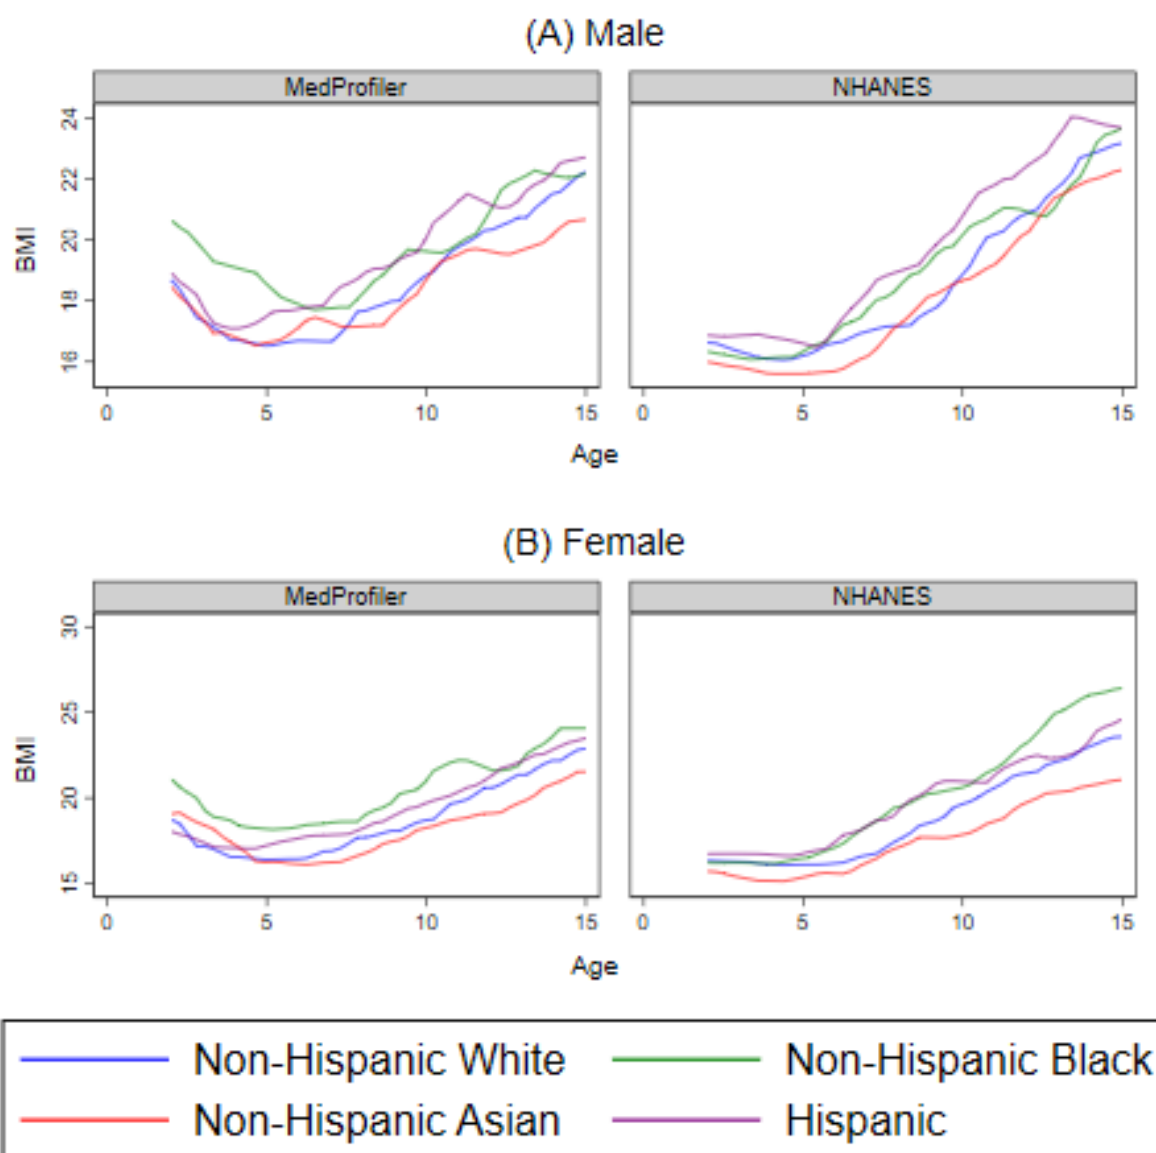 (A) Male
MedProfiler NHANES
24
22
20
18
16
BMI
0 5 10 15 0 5 10 15
Age
(B) Female
MedProfiler NHANES
30
25
20
15
BMI
0 5 10 15 0 5 10 15
Age
Non-Hispanic White Non-Hispanic Black
Non-Hispanic Asian Hispanic